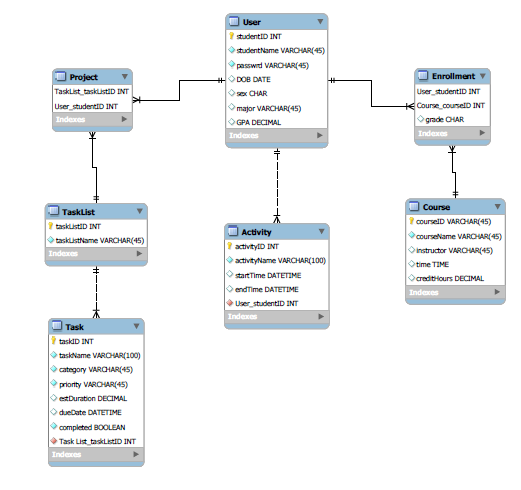 User
studentID INT
studentName VARCHAR(45)
passwrd VARCHAR(45)
DOB DATE
sex CHAR
major VARCHAR(45)
GPA DECIMAL
Project
TaskList_taskListID INT
User_studentID INT
Indexes
Enrollment
User_studentID INT
Course_courseID INT
grade CHAR
Indexes
TaskList
taskListID INT
taskListName VARCHAR(45)
Indexes
Activity
activityID INT
activityName VARCHAR(100)
startTime DATETIME
endTime DATETIME
User_studentID INT
Indexes
Course
courseID VARCHAR(45)
courseName VARCHAR(45)
instructor VARCHAR(45)
time TIME
creditHours DECIMAL
Indexes
Task
taskID INT
taskName VARCHAR(100)
category VARCHAR(45)
priority VARCHAR(45)
estDuration DECIMAL
dueDate DATETIME
completed BOOLEAN
Task List_taskListID INT
Indexes